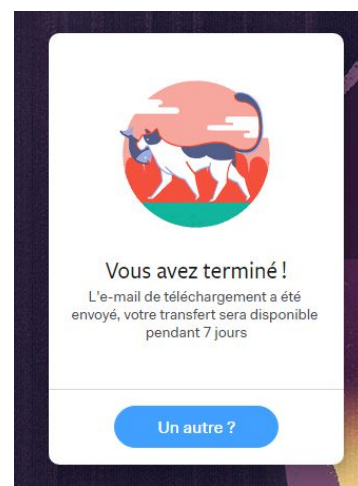 Vous avez terminé !
L'e-mail de téléchargement a été
envoyé, votre transfert sera disponible
pendant 7 jours
Un autre ?